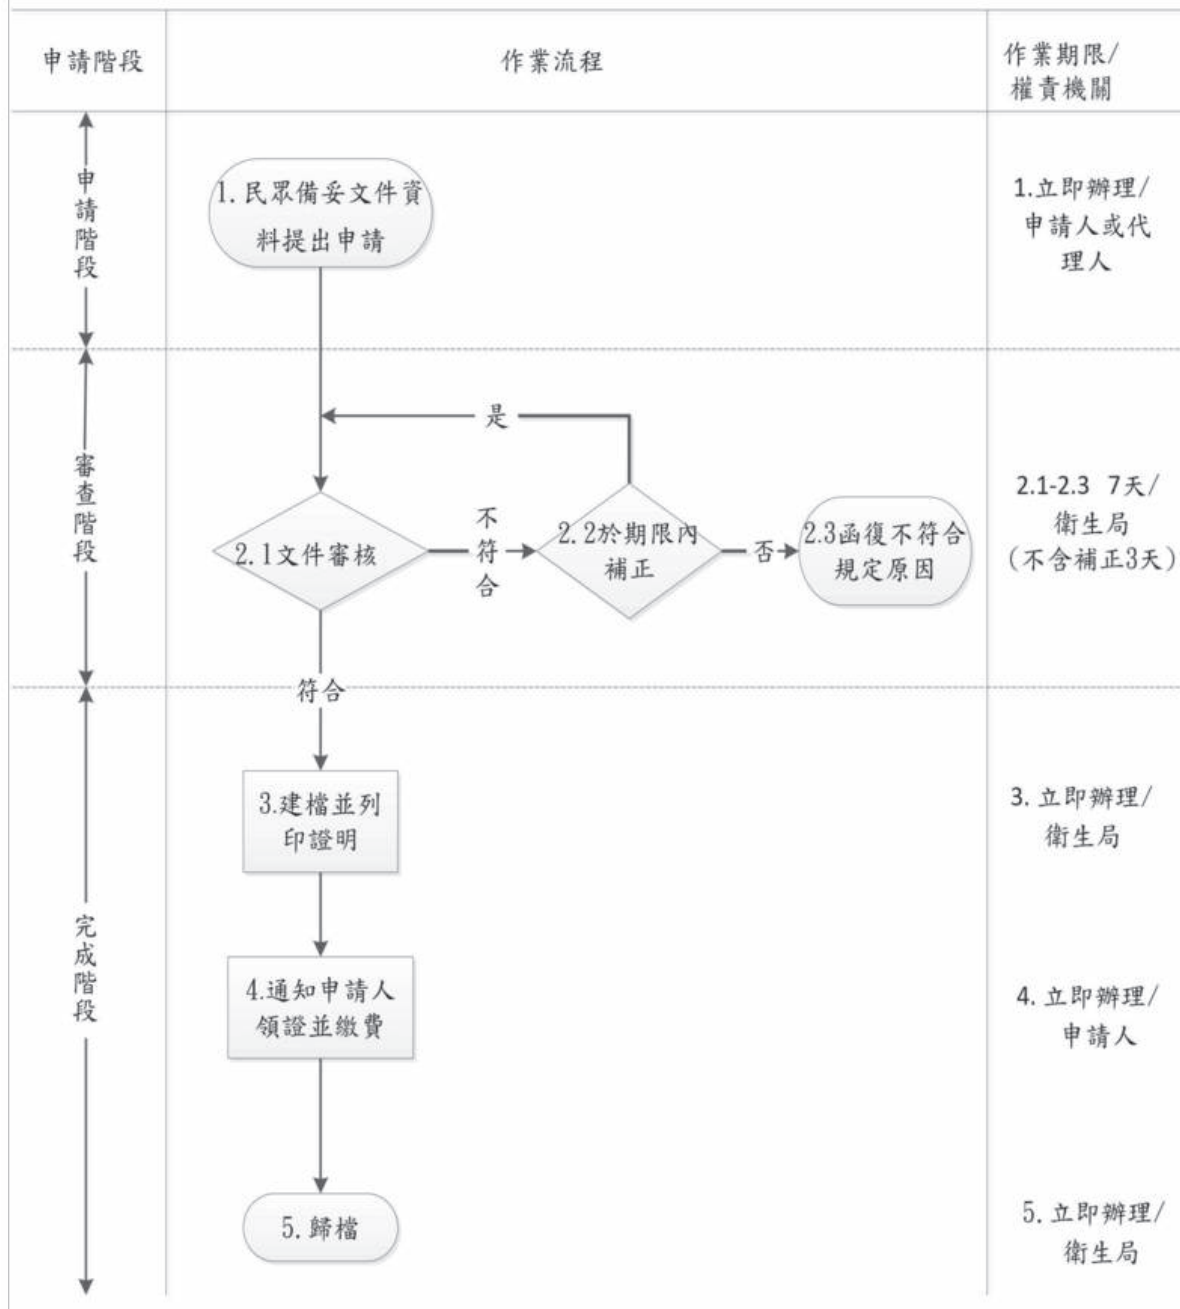 申請階段
作業流程
作業期限/
權責機關
申請階段
1.民眾備妥文件資
料提出申請
1.立即辦理/
申請人或代
理人
審查階段
是
2.1文件審核
不符合
2.2於期限內
補正
否
2.3函復不符合
規定原因
2.1-2.3 7天/
衛生局
(不含補正3天)
符合
完成階段
3.建檔並列
印證明
3.立即辦理/
衛生局
4.通知申請人
領證並繳費
4.立即辦理/
申請人
5.歸檔
5.立即辦理/
衛生局